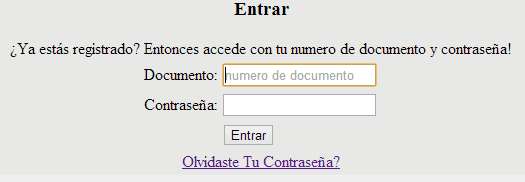 Entrar
¿Ya estás registrado? Entonces accede con tu numero de documento y contraseña!
Documento: numero de documento
Contraseña:
Entrar
Olvidaste Tu Contraseña?